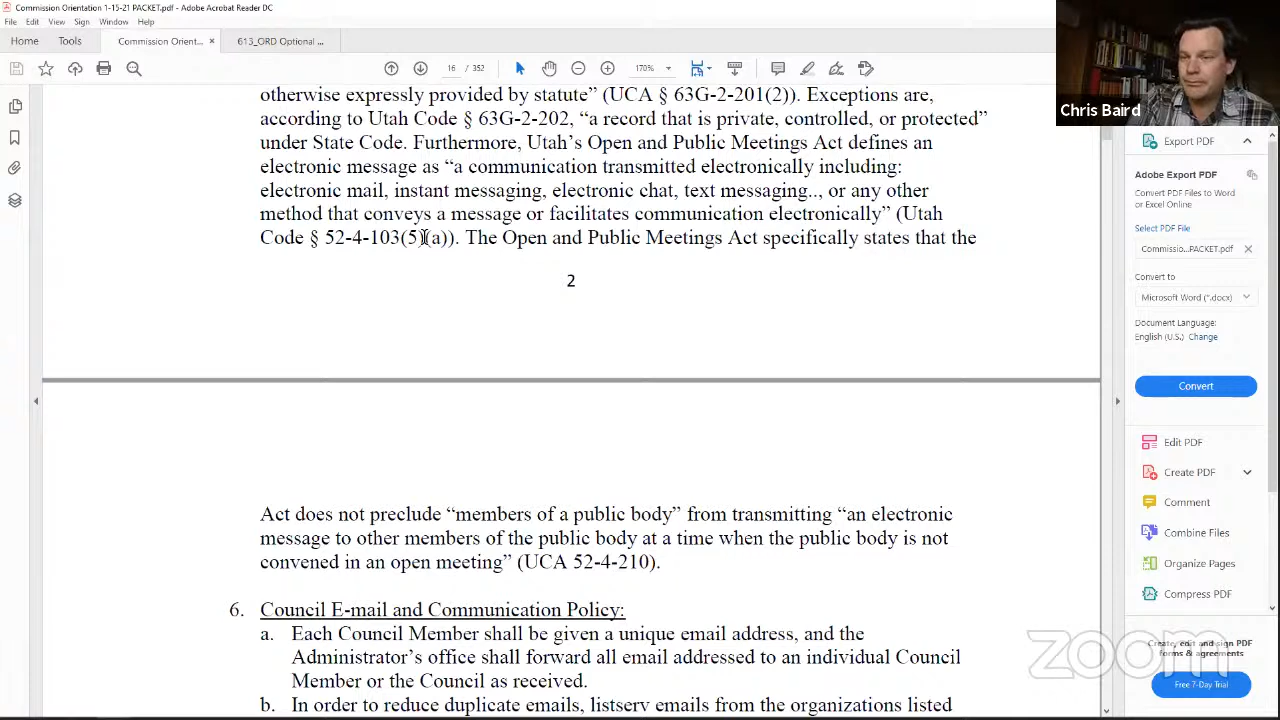 Commission Orientation 1-15-21 PACKET.pdf - Adobe Acrobat Reader DC
File Edit View Sign Window Help
Home Tools Commission Orient... × 613_ORD Optional ...
16 / 352 170%
Chris Baird
otherwise expressly provided by statute” (UCA § 63G-2-201(2)). Exceptions are,
according to Utah Code § 63G-2-202, “a record that is private, controlled, or protected”
under State Code. Furthermore, Utah’s Open and Public Meetings Act defines an
electronic message as “a communication transmitted electronically including:
electronic mail, instant messaging, electronic chat, text messaging.., or any other
method that conveys a message or facilitates communication electronically” (Utah
Code § 52-4-103(5)(a)). The Open and Public Meetings Act specifically states that the
2
Act does not preclude “members of a public body” from transmitting “an electronic
message to other members of the public body at a time when the public body is not
convened in an open meeting” (UCA 52-4-210).
6. Council E-mail and Communication Policy:
a. Each Council Member shall be given a unique email address, and the
Administrator’s office shall forward all email addressed to an individual Council
Member or the Council as received.
b. In order to reduce duplicate emails, listserv emails from the organizations listed
Export PDF
Adobe Export PDF
Convert PDF Files to Word
or Excel Online
Select PDF File
Commissio...PACKET.pdf ×
Convert to
Microsoft Word (*.docx)
Document Language:
English (U.S.) Change
Convert
Edit PDF
Create PDF
Comment
Combine Files
Organize Pages
Compress PDF
Create, edit and sign PDF
forms & agreements
Free 7-Day Trial
zoom